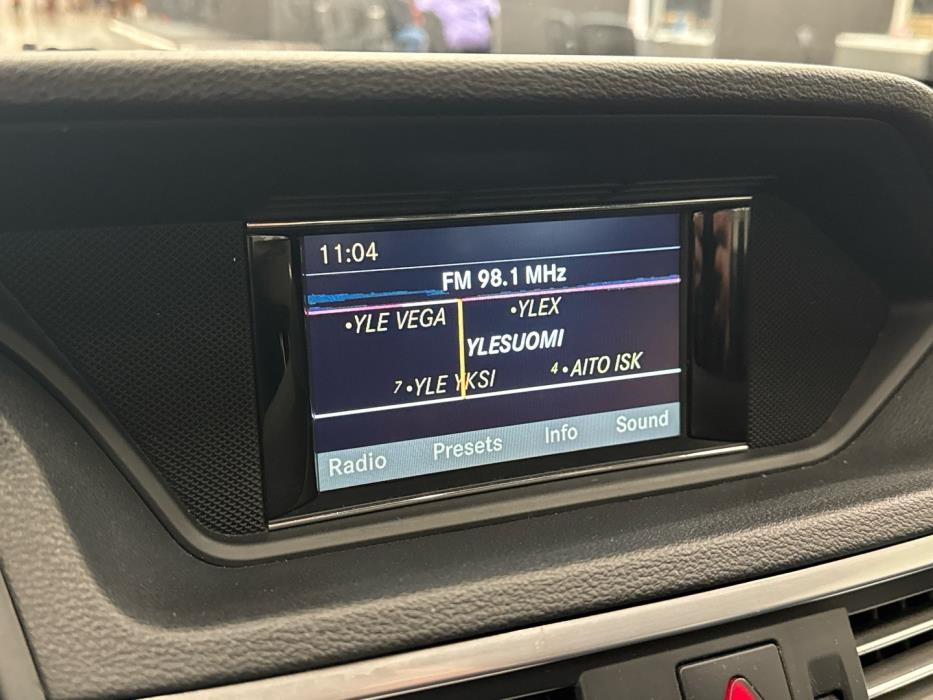 11:04
FM 98.1 MHz
•YLE VEGA •YLEX
YLESUOMI
7 •YLE YKSI 4 •AITO ISK
Radio Presets Info Sound